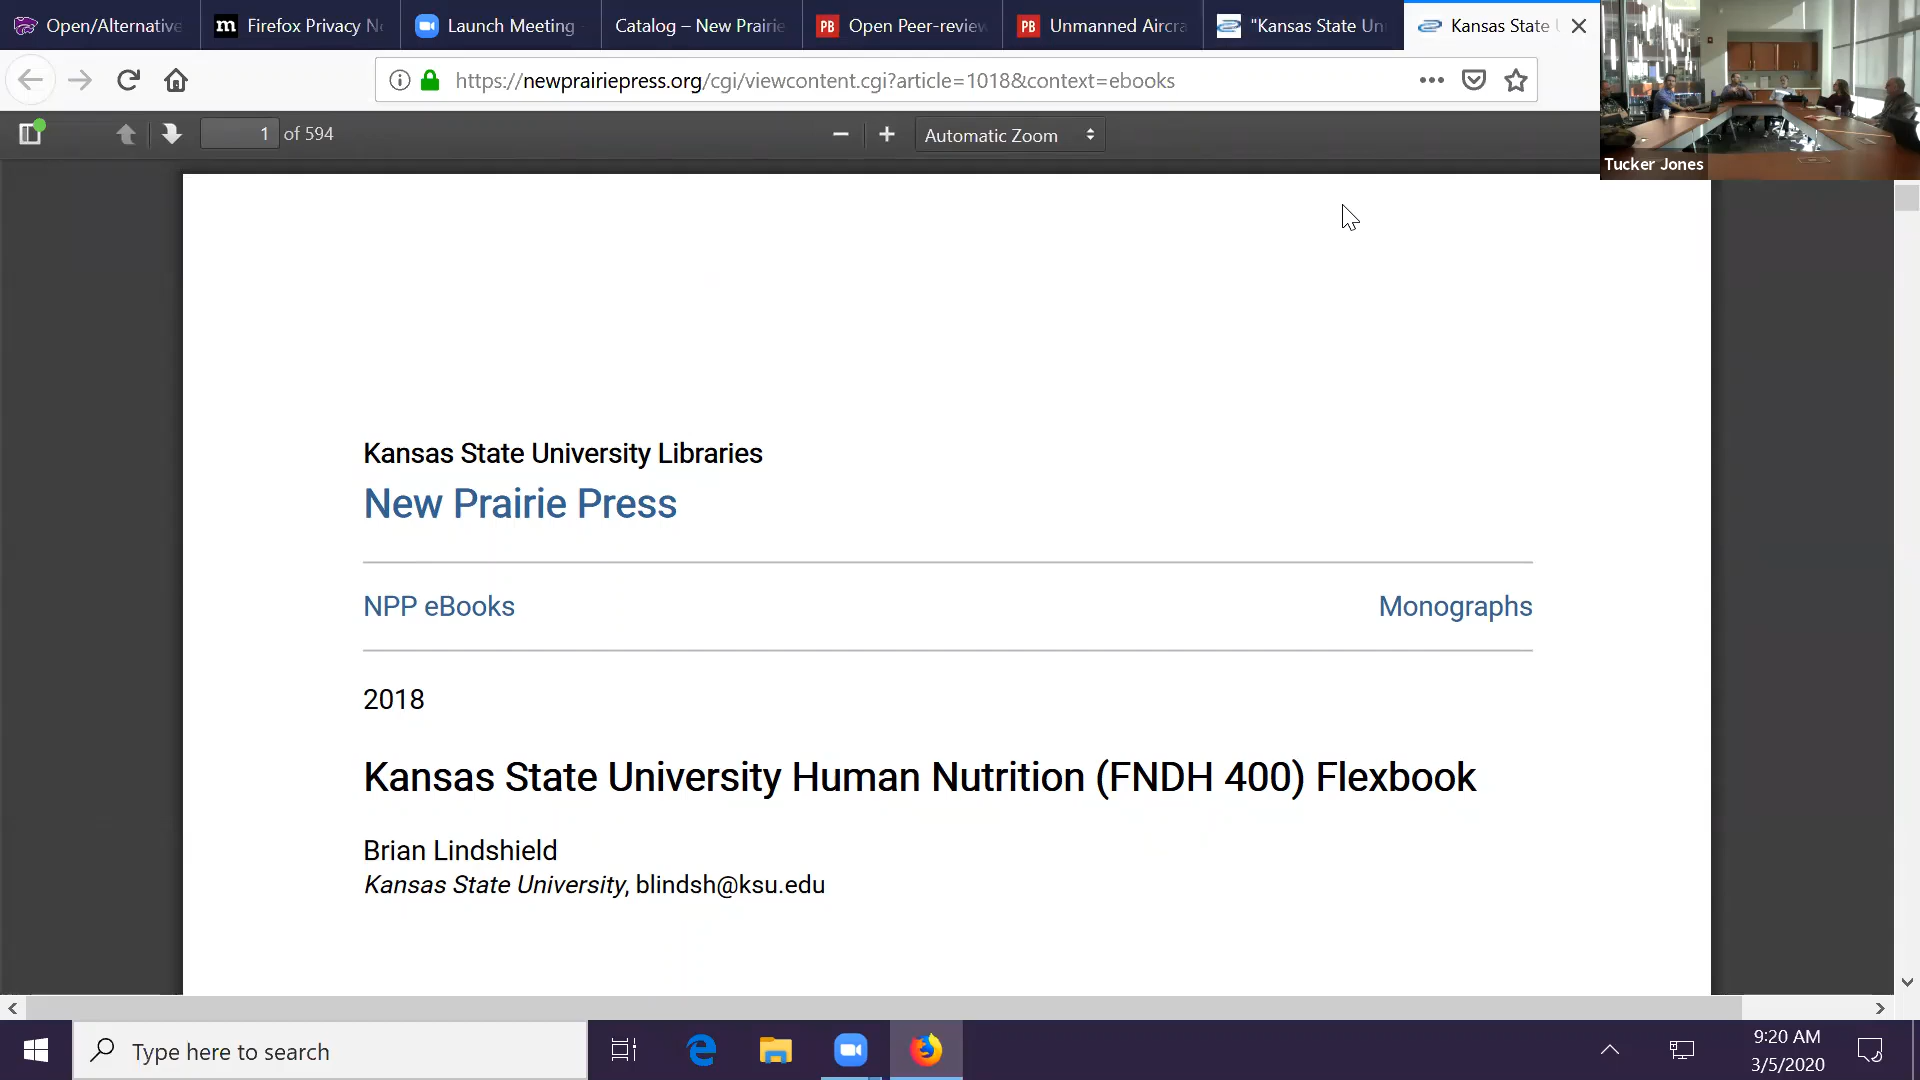 Open/Alternative
m Firefox Privacy N
Launch Meeting
Catalog – New Prairie
PB Open Peer-review
PB Unmanned Aircra
"Kansas State Un
Kansas State U
https://newprairiepress.org/cgi/viewcontent.cgi?article=1018&context=ebooks
1 of 594
Automatic Zoom
Tucker Jones
Kansas State University Libraries
New Prairie Press
NPP eBooks
Monographs
2018
Kansas State University Human Nutrition (FNDH 400) Flexbook
Brian Lindshield
Kansas State University, blindsh@ksu.edu
Type here to search
9:20 AM
3/5/2020